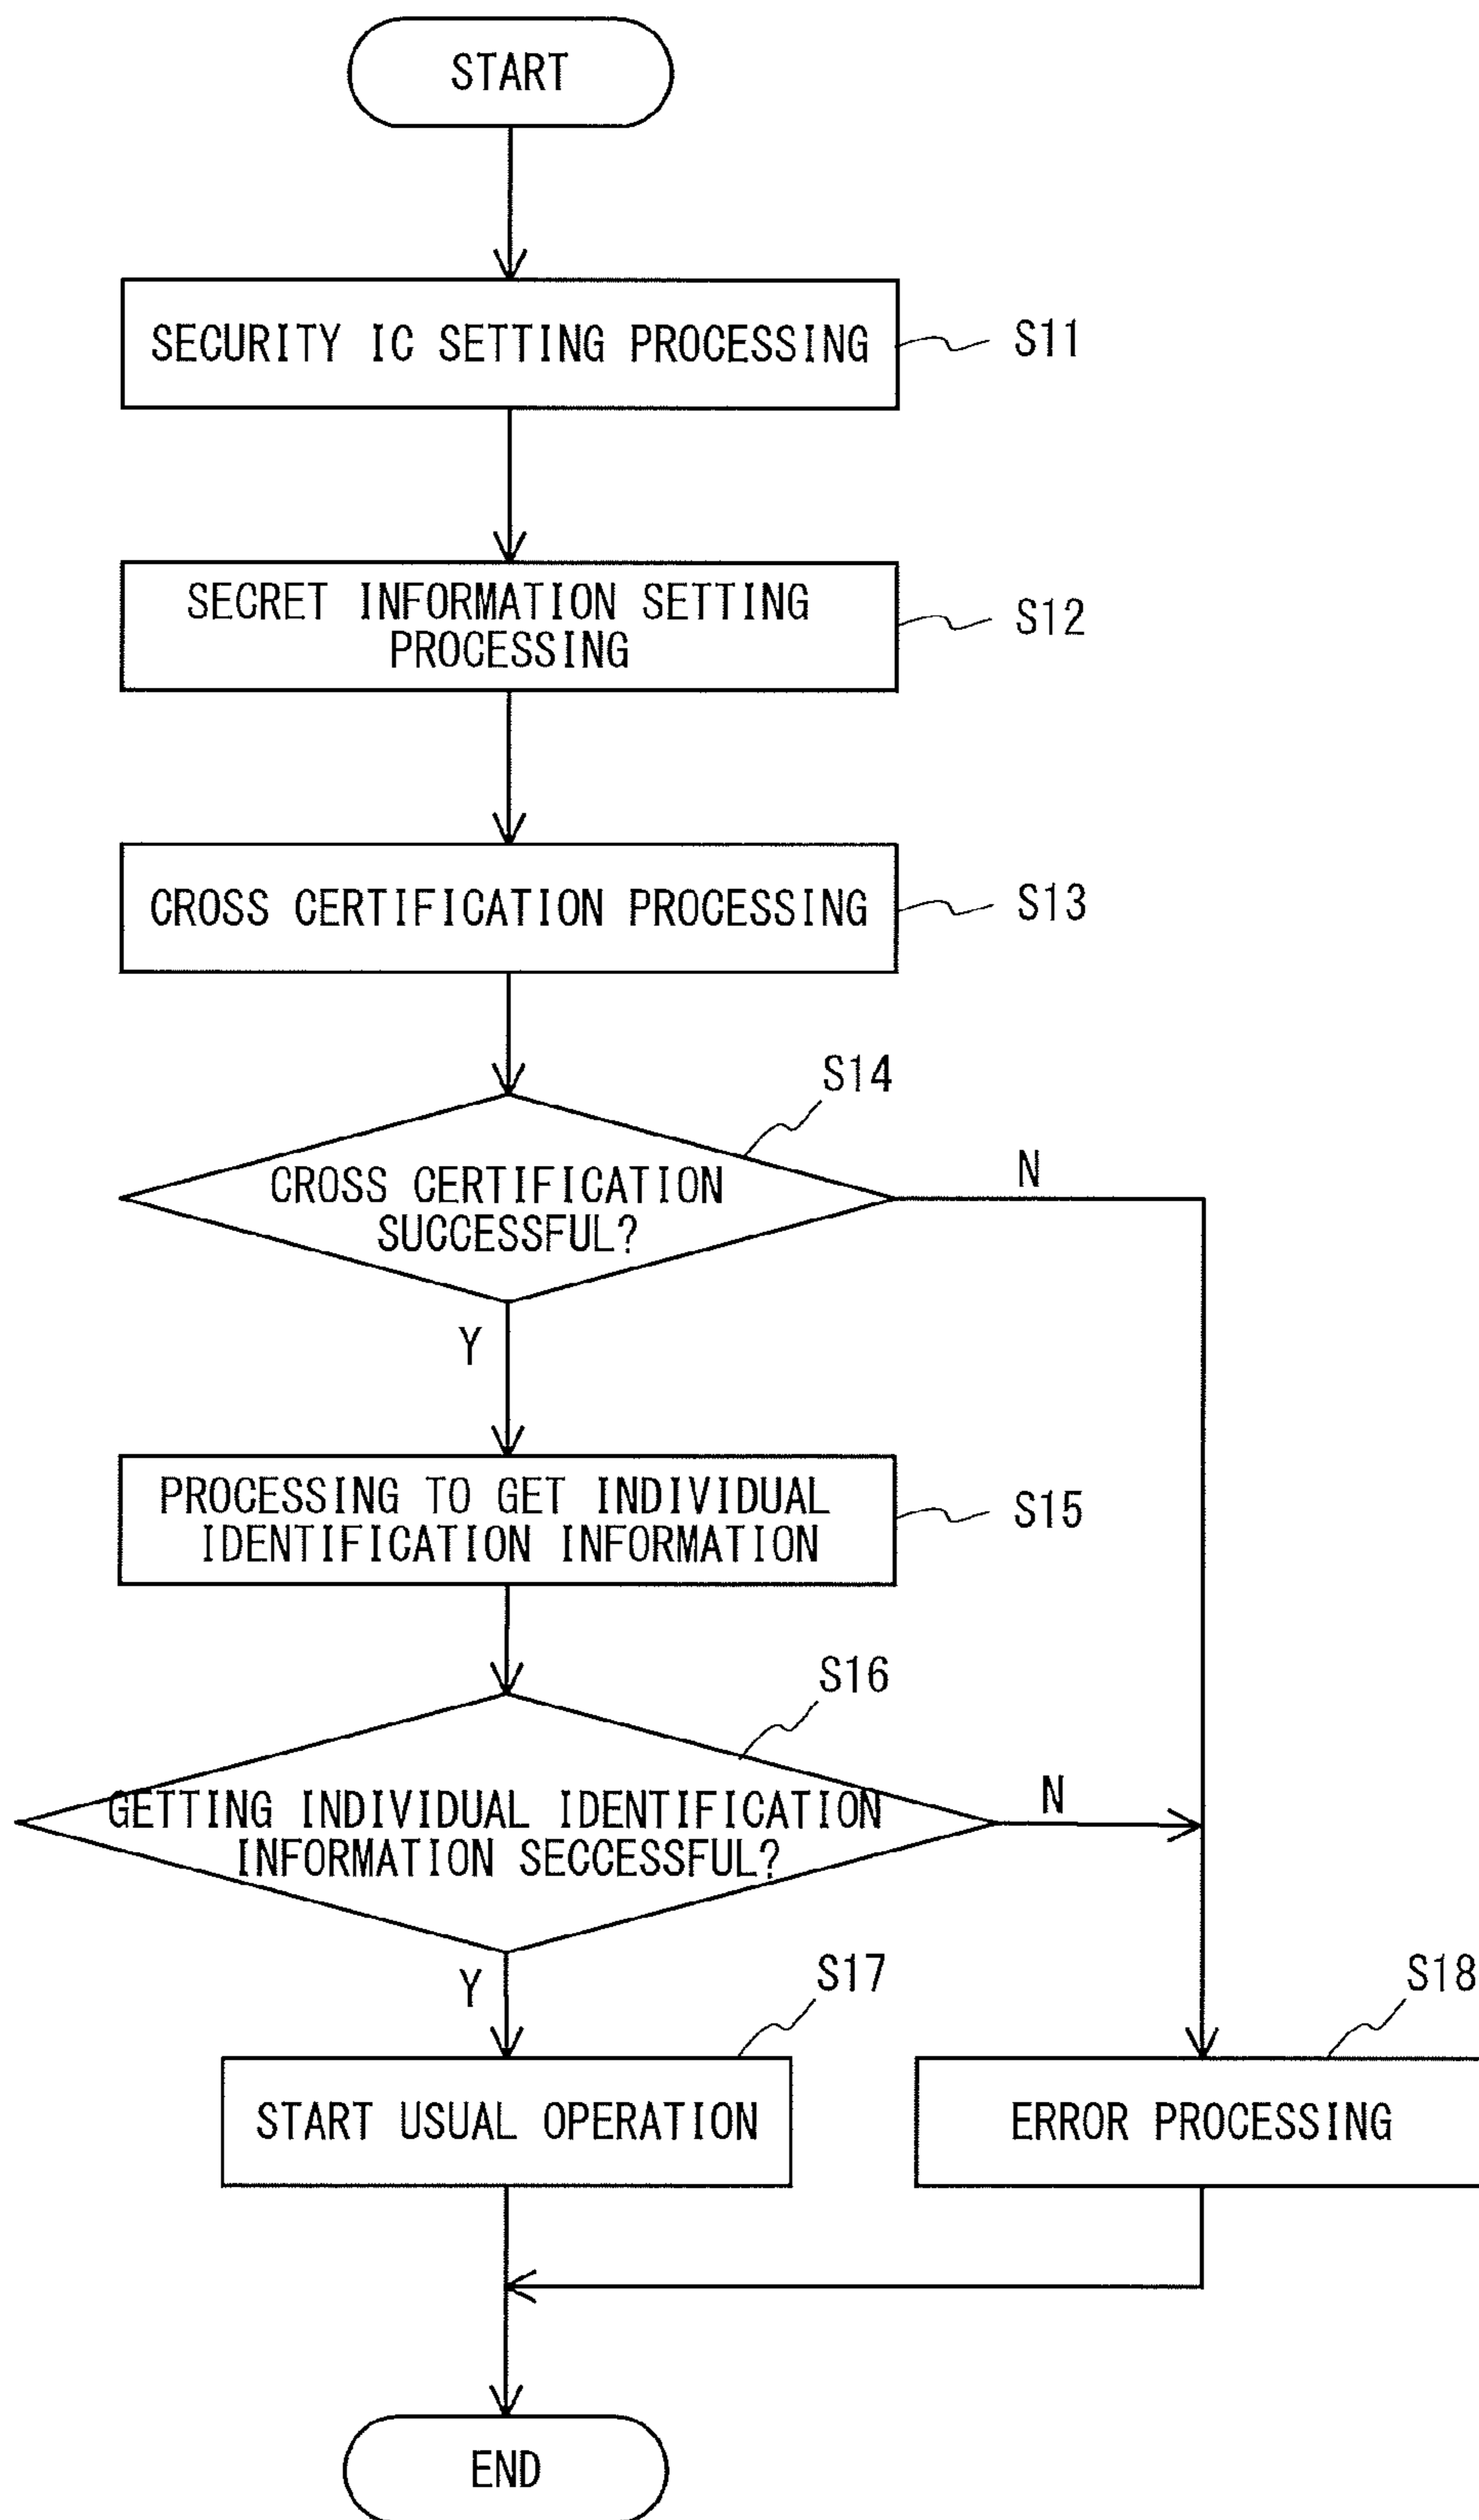 START
SECURITY IC SETTING PROCESSING
S11
SECRET INFORMATION SETTING
PROCESSING
S12
CROSS CERTIFICATION PROCESSING
S13
S14
CROSS CERTIFICATION
SUCCESSFUL?
N
Y
PROCESSING TO GET INDIVIDUAL
IDENTIFICATION INFORMATION
S15
S16
GETTING INDIVIDUAL IDENTIFICATION
INFORMATION SECCESSFUL?
N
Y
S17
S18
START USUAL OPERATION
ERROR PROCESSING
END